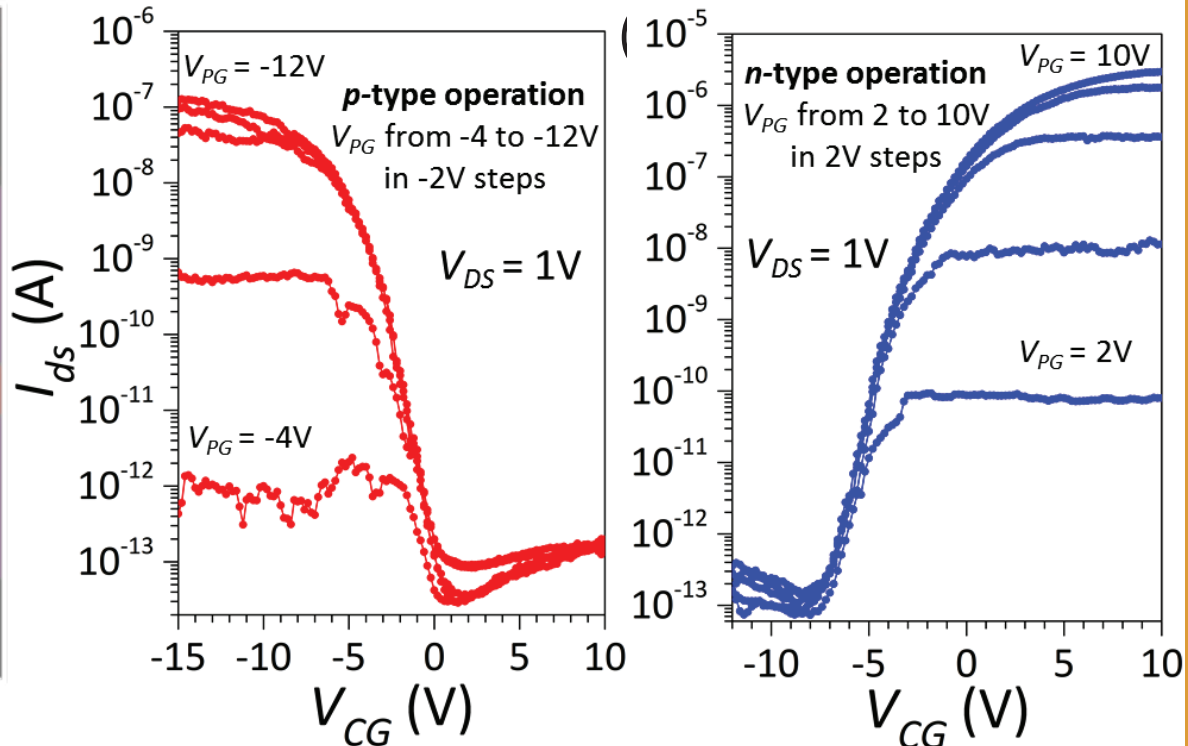 10⁻⁶
10⁻⁷
10⁻⁸
10⁻⁹
10⁻¹⁰
10⁻¹¹
10⁻¹²
10⁻¹³
I_ds (A)
V_PG = -12V
p-type operation
V_PG from -4 to -12V
in -2V steps
V_DS = 1V
V_PG = -4V
-15 -10 -5 0 5 10
V_CG (V)
(
10⁻⁵
10⁻⁶
10⁻⁷
10⁻⁸
10⁻⁹
10⁻¹⁰
10⁻¹¹
10⁻¹²
10⁻¹³
V_PG = 10V
n-type operation
V_PG from 2 to 10V
in 2V steps
V_DS = 1V
V_PG = 2V
-10 -5 0 5 10
V_CG (V)